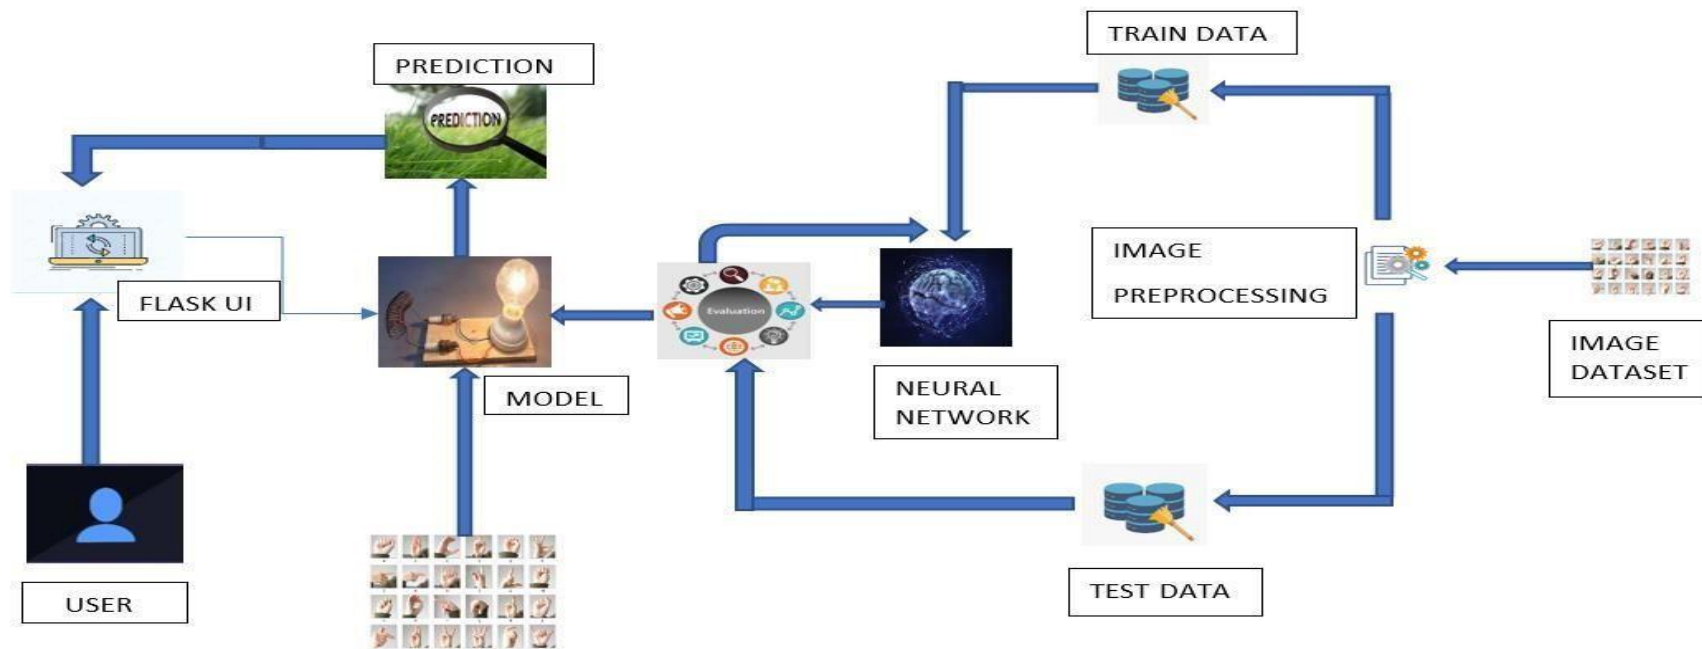 TRAIN DATA
PREDICTION
PREDICTION
IMAGE
PREPROCESSING
FLASK UI
Evaluation
IMAGE
DATASET
MODEL
NEURAL
NETWORK
TEST DATA
USER